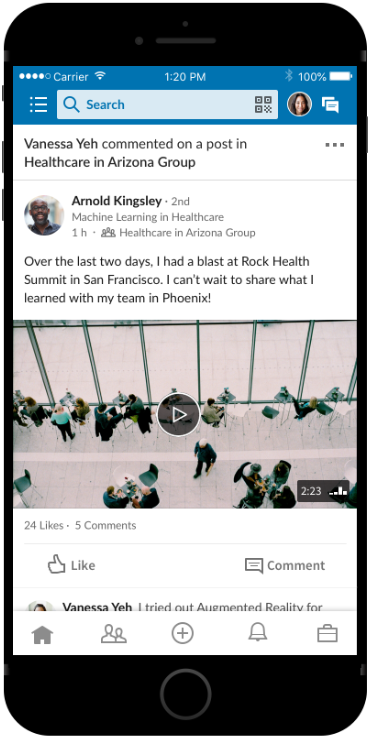 Carrier 1:20 PM 100%
Search
Vanessa Yeh commented on a post in
Healthcare in Arizona Group
Arnold Kingsley · 2nd
Machine Learning in Healthcare
1 h · Healthcare in Arizona Group
Over the last two days, I had a blast at Rock Health
Summit in San Francisco. I can't wait to share what I
learned with my team in Phoenix!
2:23
24 Likes · 5 Comments
Like Comment
Vanessa Yeh I tried out Augmented Reality for